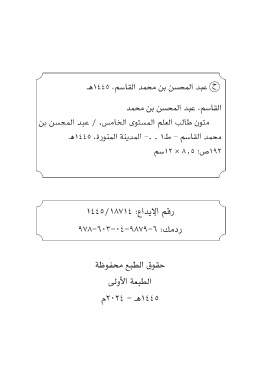 ح عبد المحسن بن محمد القاسم، ١٤٤٥هـ
القاسم، عبد المحسن بن محمد
متون طالب العلم المستوى الخامس. / عبد المحسن بن
محمد القاسم - ط١ . .- المدينة المنورة، ١٤٤٥هـ
١٩٢ص؛ ٨,٥ × ١٢سم
رقم الإيداع: ١٤٤٥/١٨٧١٤
ردمك: ٦-٩٨٧٩-٠٤-٦٠٣-٩٧٨
حقوق الطبع محفوظة
الطبعة الأولى
١٤٤٥هـ - ٢٠٢٤م